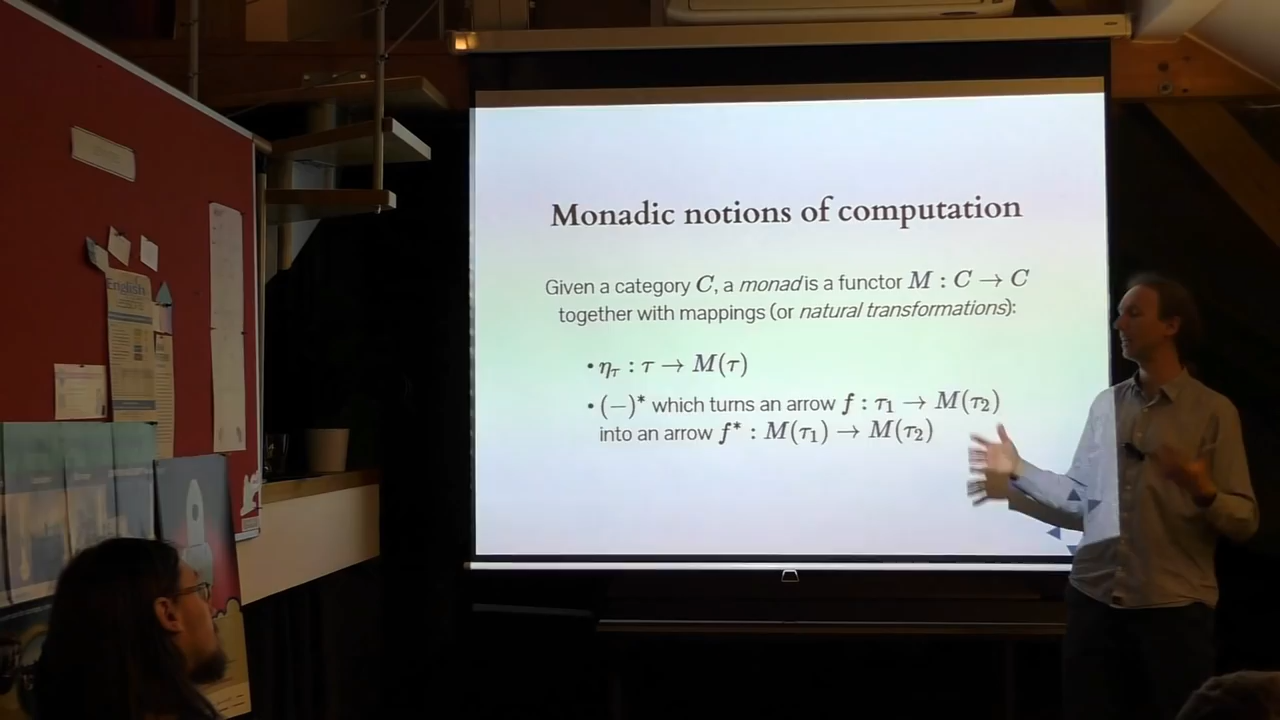 Monadic notions of computation
Given a category C, a monad is a functor M : C → C
together with mappings (or natural transformations):
• η_τ : τ → M(τ)
• (−)* which turns an arrow f : τ₁ → M(τ₂)
into an arrow f* : M(τ₁) → M(τ₂)
English